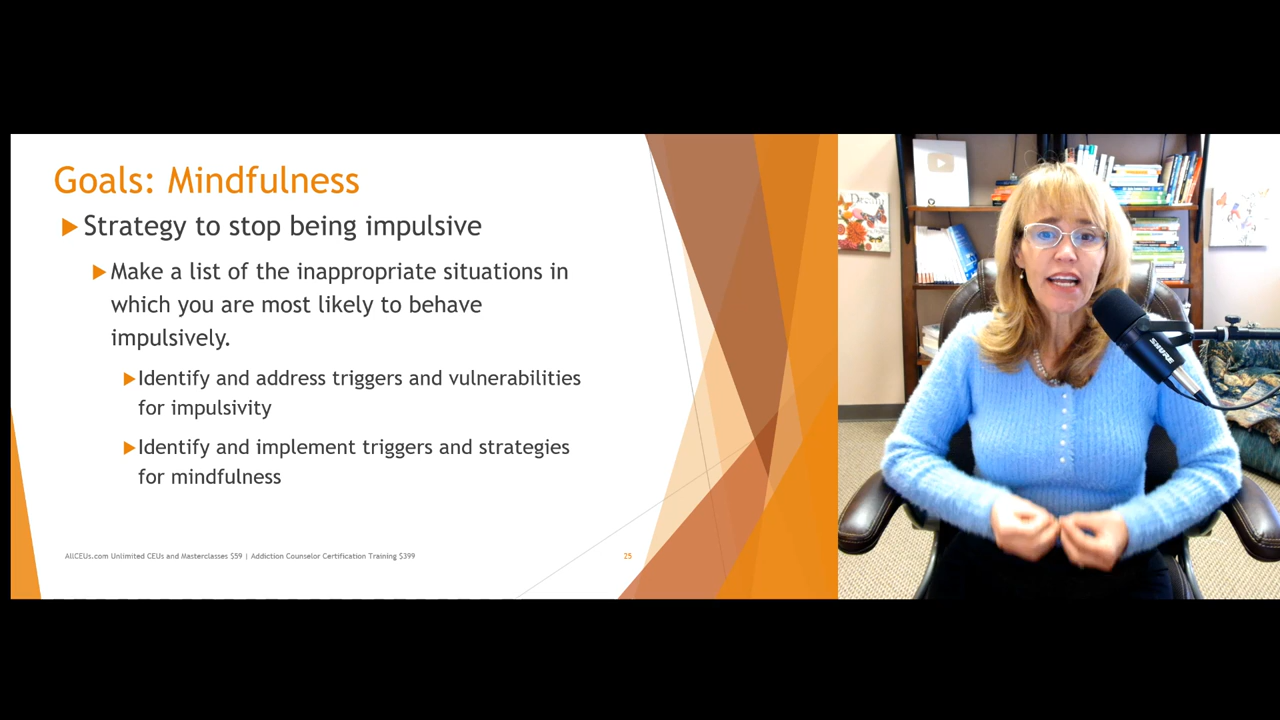 Goals: Mindfulness
Strategy to stop being impulsive
Make a list of the inappropriate situations in
which you are most likely to behave
impulsively.
Identify and address triggers and vulnerabilities
for impulsivity
Identify and implement triggers and strategies
for mindfulness
AllCEUs.com Unlimited CEUs and Masterclasses $59 | Addiction Counselor Certification Training $399
25
SHURE